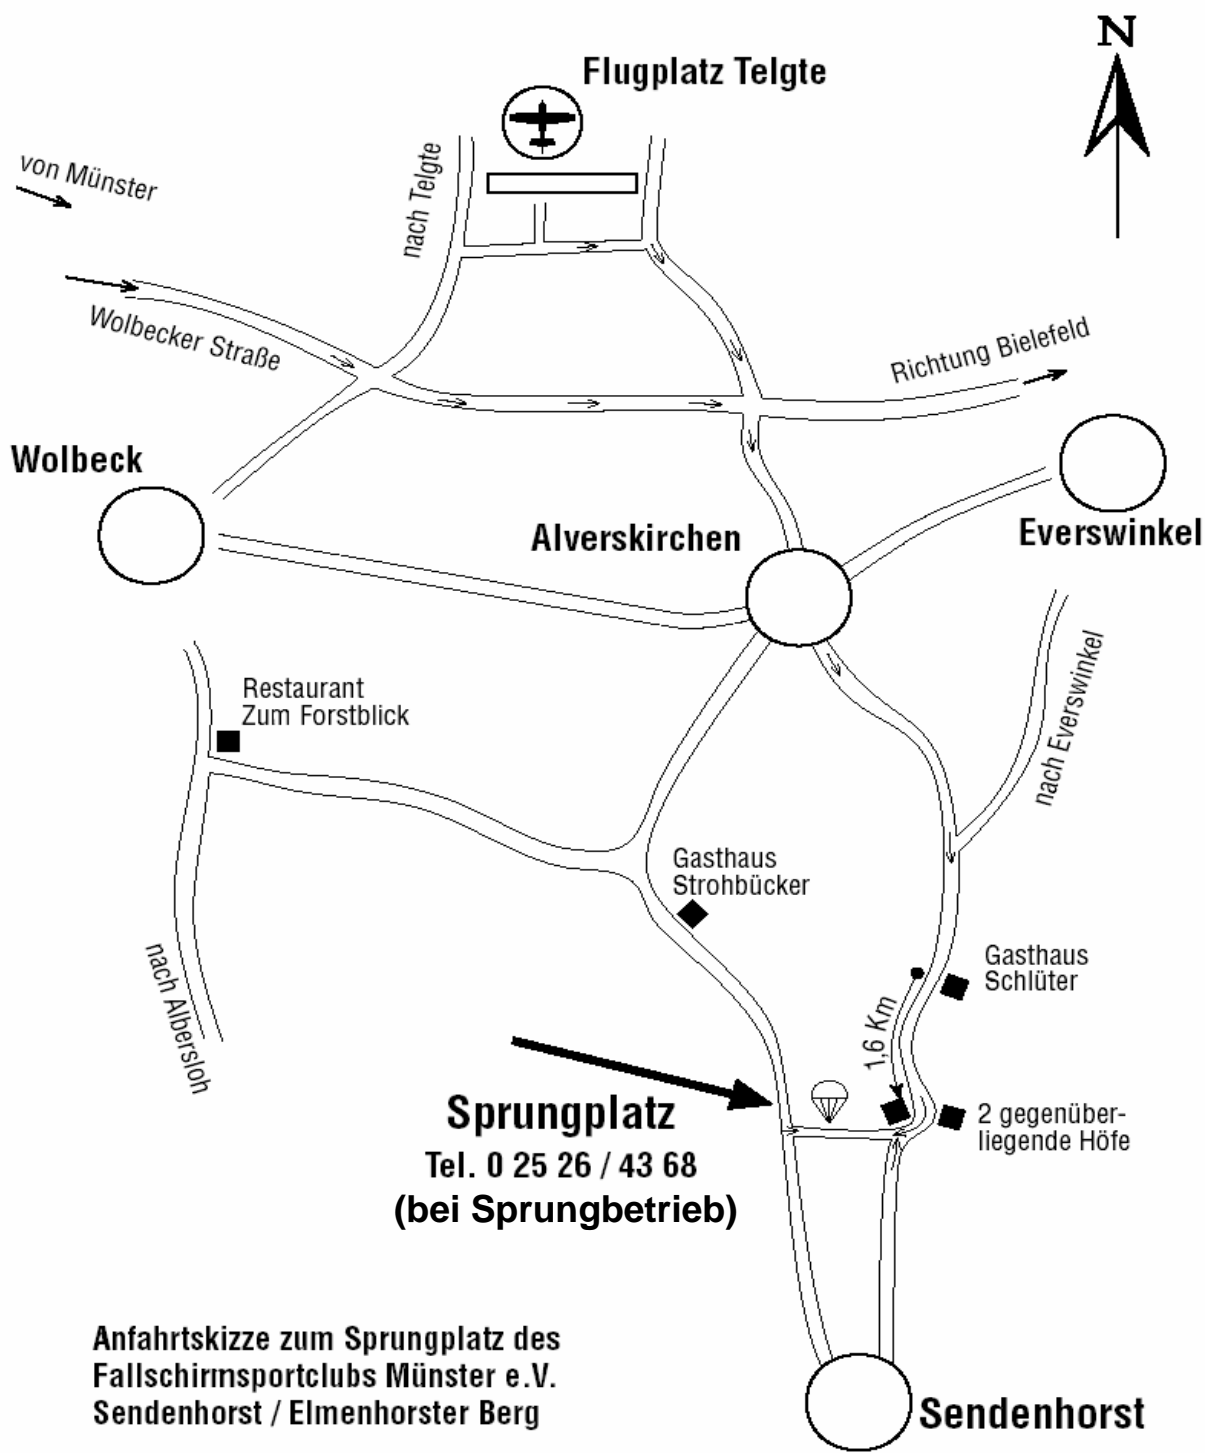 N
Flugplatz Telgte
von Münster
nach Telgte
Wolbecker Straße
Richtung Bielefeld
Wolbeck
Alverskirchen
Everswinkel
Restaurant
Zum Forstblick
nach Everswinkel
Gasthaus
Strohbücker
nach Albersloh
Gasthaus
Schlüter
1,6 Km
Sprungplatz
Tel. 0 25 26 / 43 68
(bei Sprungbetrieb)
2 gegenüber-
liegende Höfe
Anfahrtskizze zum Sprungplatz des
Fallschirmsportclubs Münster e.V.
Sendenhorst / Elmenhorster Berg
Sendenhorst